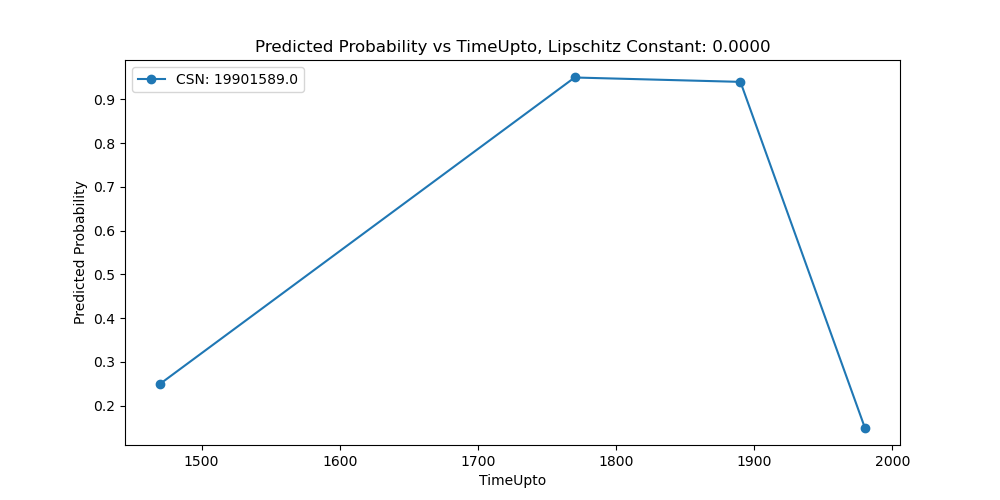 Predicted Probability vs TimeUpto, Lipschitz Constant: 0.0000
CSN: 19901589.0
Predicted Probability
0.9
0.8
0.7
0.6
0.5
0.4
0.3
0.2
1500 1600 1700 1800 1900 2000
TimeUpto